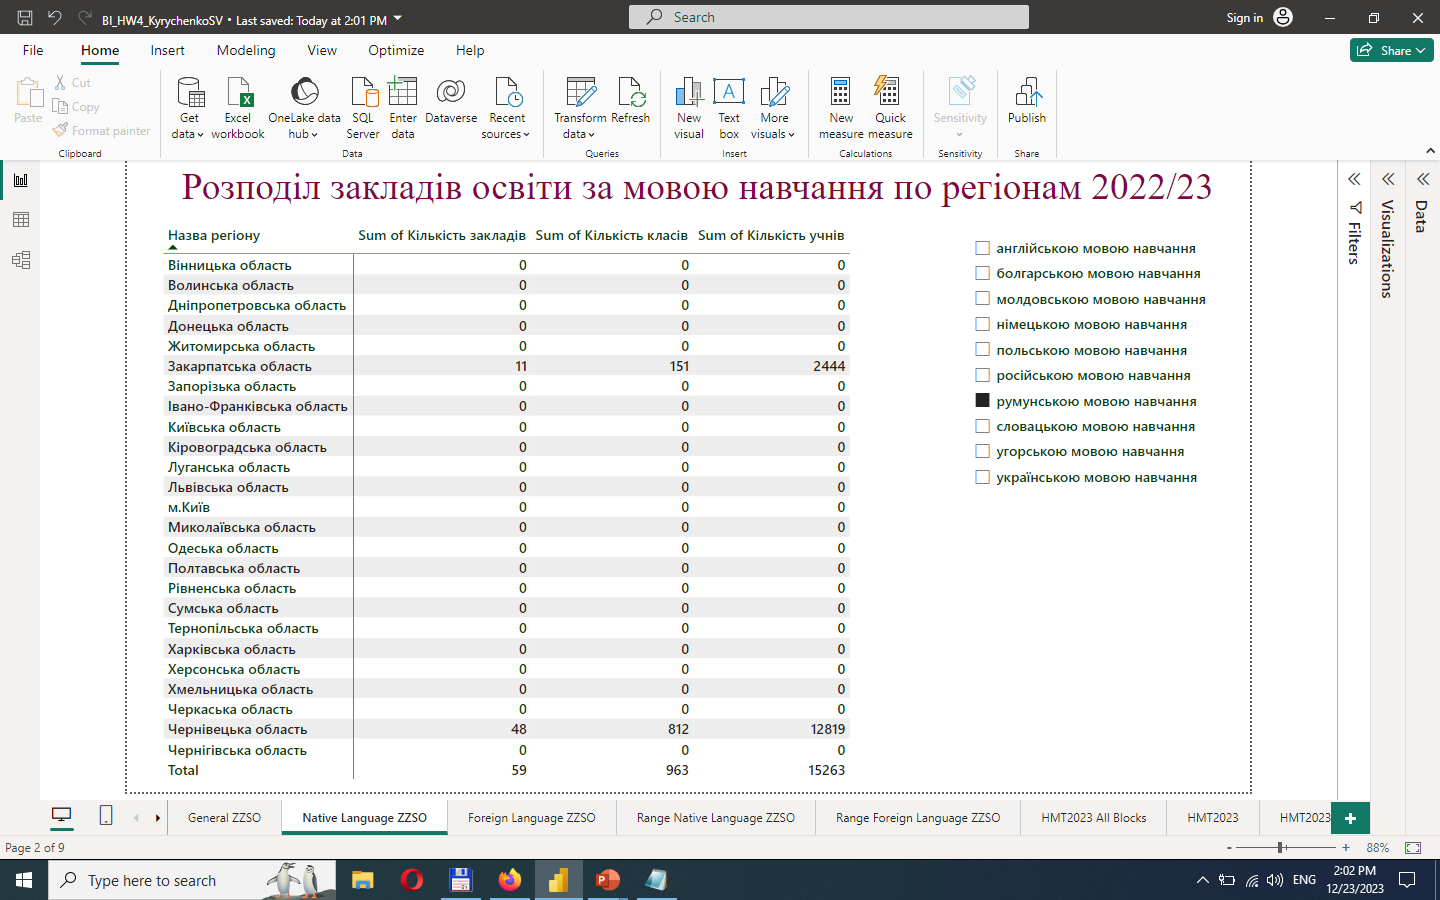 BI_HW4_KyrychenkoSV • Last saved: Today at 2:01 PM
Search
Sign in
File Home Insert Modeling View Optimize Help
Share
Paste
Cut
Copy
Format painter
Clipboard
Get data
Excel workbook
OneLake data hub
SQL Server
Enter data
Dataverse
Recent sources
Data
Transform data
Refresh
Queries
New visual
Text box
More visuals
Insert
New measure
Quick measure
Calculations
Sensitivity
Sensitivity
Publish
Share
Розподіл закладів освіти за мовою навчання по регіонам 2022/23
Назва регіону Sum of Кількість закладів Sum of Кількість класів Sum of Кількість учнів
Вінницька область 0 0 0
Волинська область 0 0 0
Дніпропетровська область 0 0 0
Донецька область 0 0 0
Житомирська область 0 0 0
Закарпатська область 11 151 2444
Запорізька область 0 0 0
Івано-Франківська область 0 0 0
Київська область 0 0 0
Кіровоградська область 0 0 0
Луганська область 0 0 0
Львівська область 0 0 0
м.Київ 0 0 0
Миколаївська область 0 0 0
Одеська область 0 0 0
Полтавська область 0 0 0
Рівненська область 0 0 0
Сумська область 0 0 0
Тернопільська область 0 0 0
Харківська область 0 0 0
Херсонська область 0 0 0
Хмельницька область 0 0 0
Черкаська область 0 0 0
Чернівецька область 48 812 12819
Чернігівська область 0 0 0
Total 59 963 15263
англійською мовою навчання
болгарською мовою навчання
молдовською мовою навчання
німецькою мовою навчання
польською мовою навчання
російською мовою навчання
румунською мовою навчання
словацькою мовою навчання
угорською мовою навчання
українською мовою навчання
Filters
Visualizations
Data
General ZZSO Native Language ZZSO Foreign Language ZZSO Range Native Language ZZSO Range Foreign Language ZZSO HMT2023 All Blocks HMT2023 HMT2023
Page 2 of 9
- + 88%
Type here to search
ENG
2:02 PM
12/23/2023